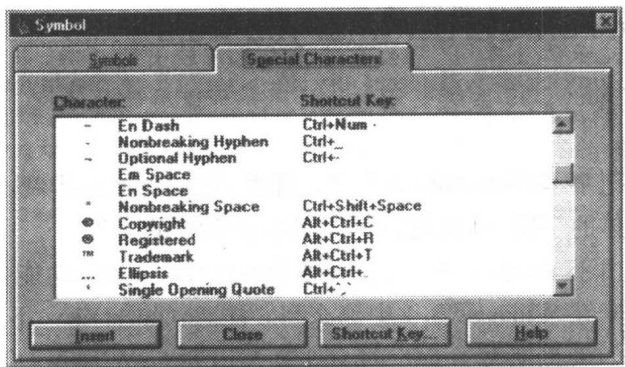 Symbol
Symbols Special Characters
Character: Shortcut Key:
– En Dash Ctrl+Num -
- Nonbreaking Hyphen Ctrl+_
¬ Optional Hyphen Ctrl+-
Em Space
En Space
° Nonbreaking Space Ctrl+Shift+Space
© Copyright Alt+Ctrl+C
® Registered Alt+Ctrl+R
™ Trademark Alt+Ctrl+T
… Ellipsis Alt+Ctrl+.
‘ Single Opening Quote Ctrl+`,`
Insert Close Shortcut Key... Help